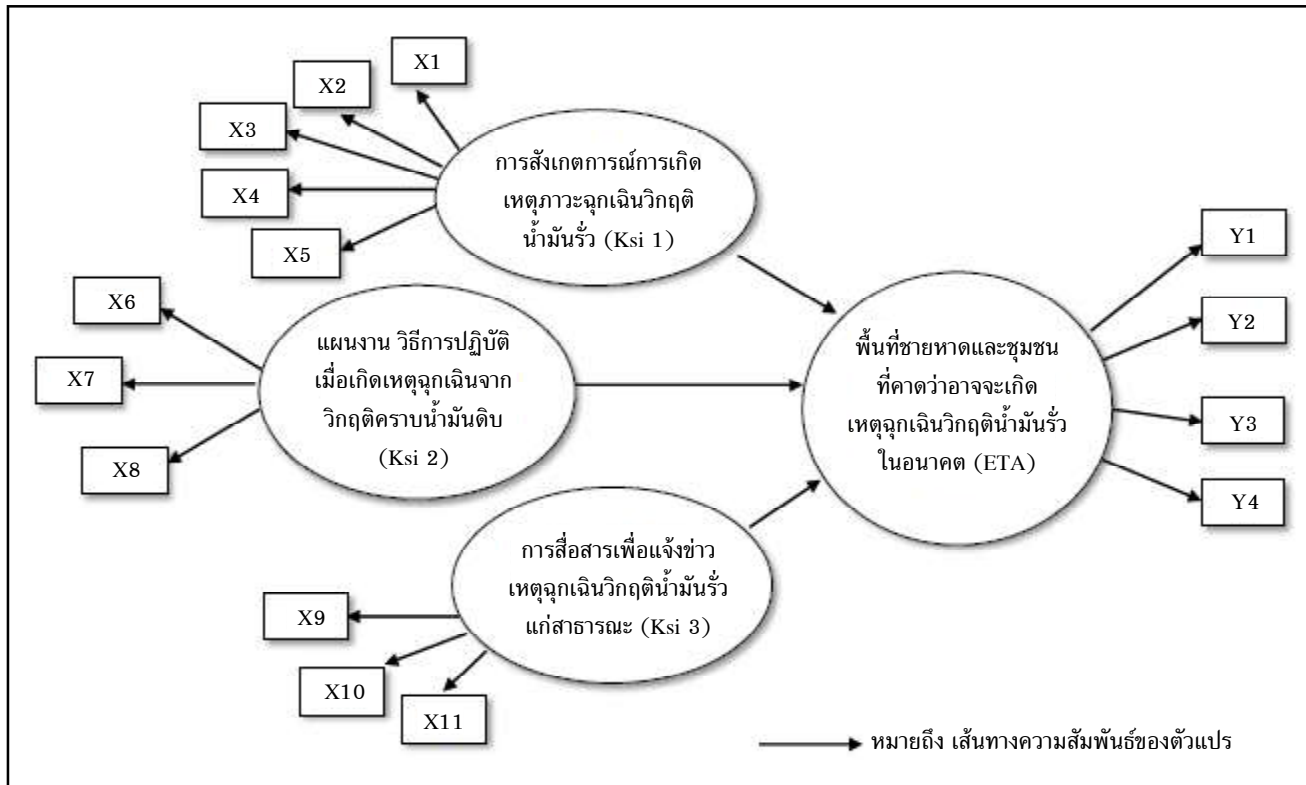 X1
X2
X3
X4
X5
การสังเกตการณ์การเกิด
เหตุภาวะฉุกเฉินวิกฤติ
น้ำมันรั่ว (Ksi 1)
X6
X7
X8
แผนงาน วิธีการปฏิบัติ
เมื่อเกิดเหตุฉุกเฉินจาก
วิกฤติคราบน้ำมันดิบ
(Ksi 2)
X9
X10
X11
การสื่อสารเพื่อแจ้งข่าว
เหตุฉุกเฉินวิกฤติน้ำมันรั่ว
แก่สาธารณะ (Ksi 3)
พื้นที่ชายหาดและชุมชน
ที่คาดว่าอาจจะเกิด
เหตุฉุกเฉินวิกฤติน้ำมันรั่ว
ในอนาคต (ETA)
Y1
Y2
Y3
Y4
หมายถึง เส้นทางความสัมพันธ์ของตัวแปร